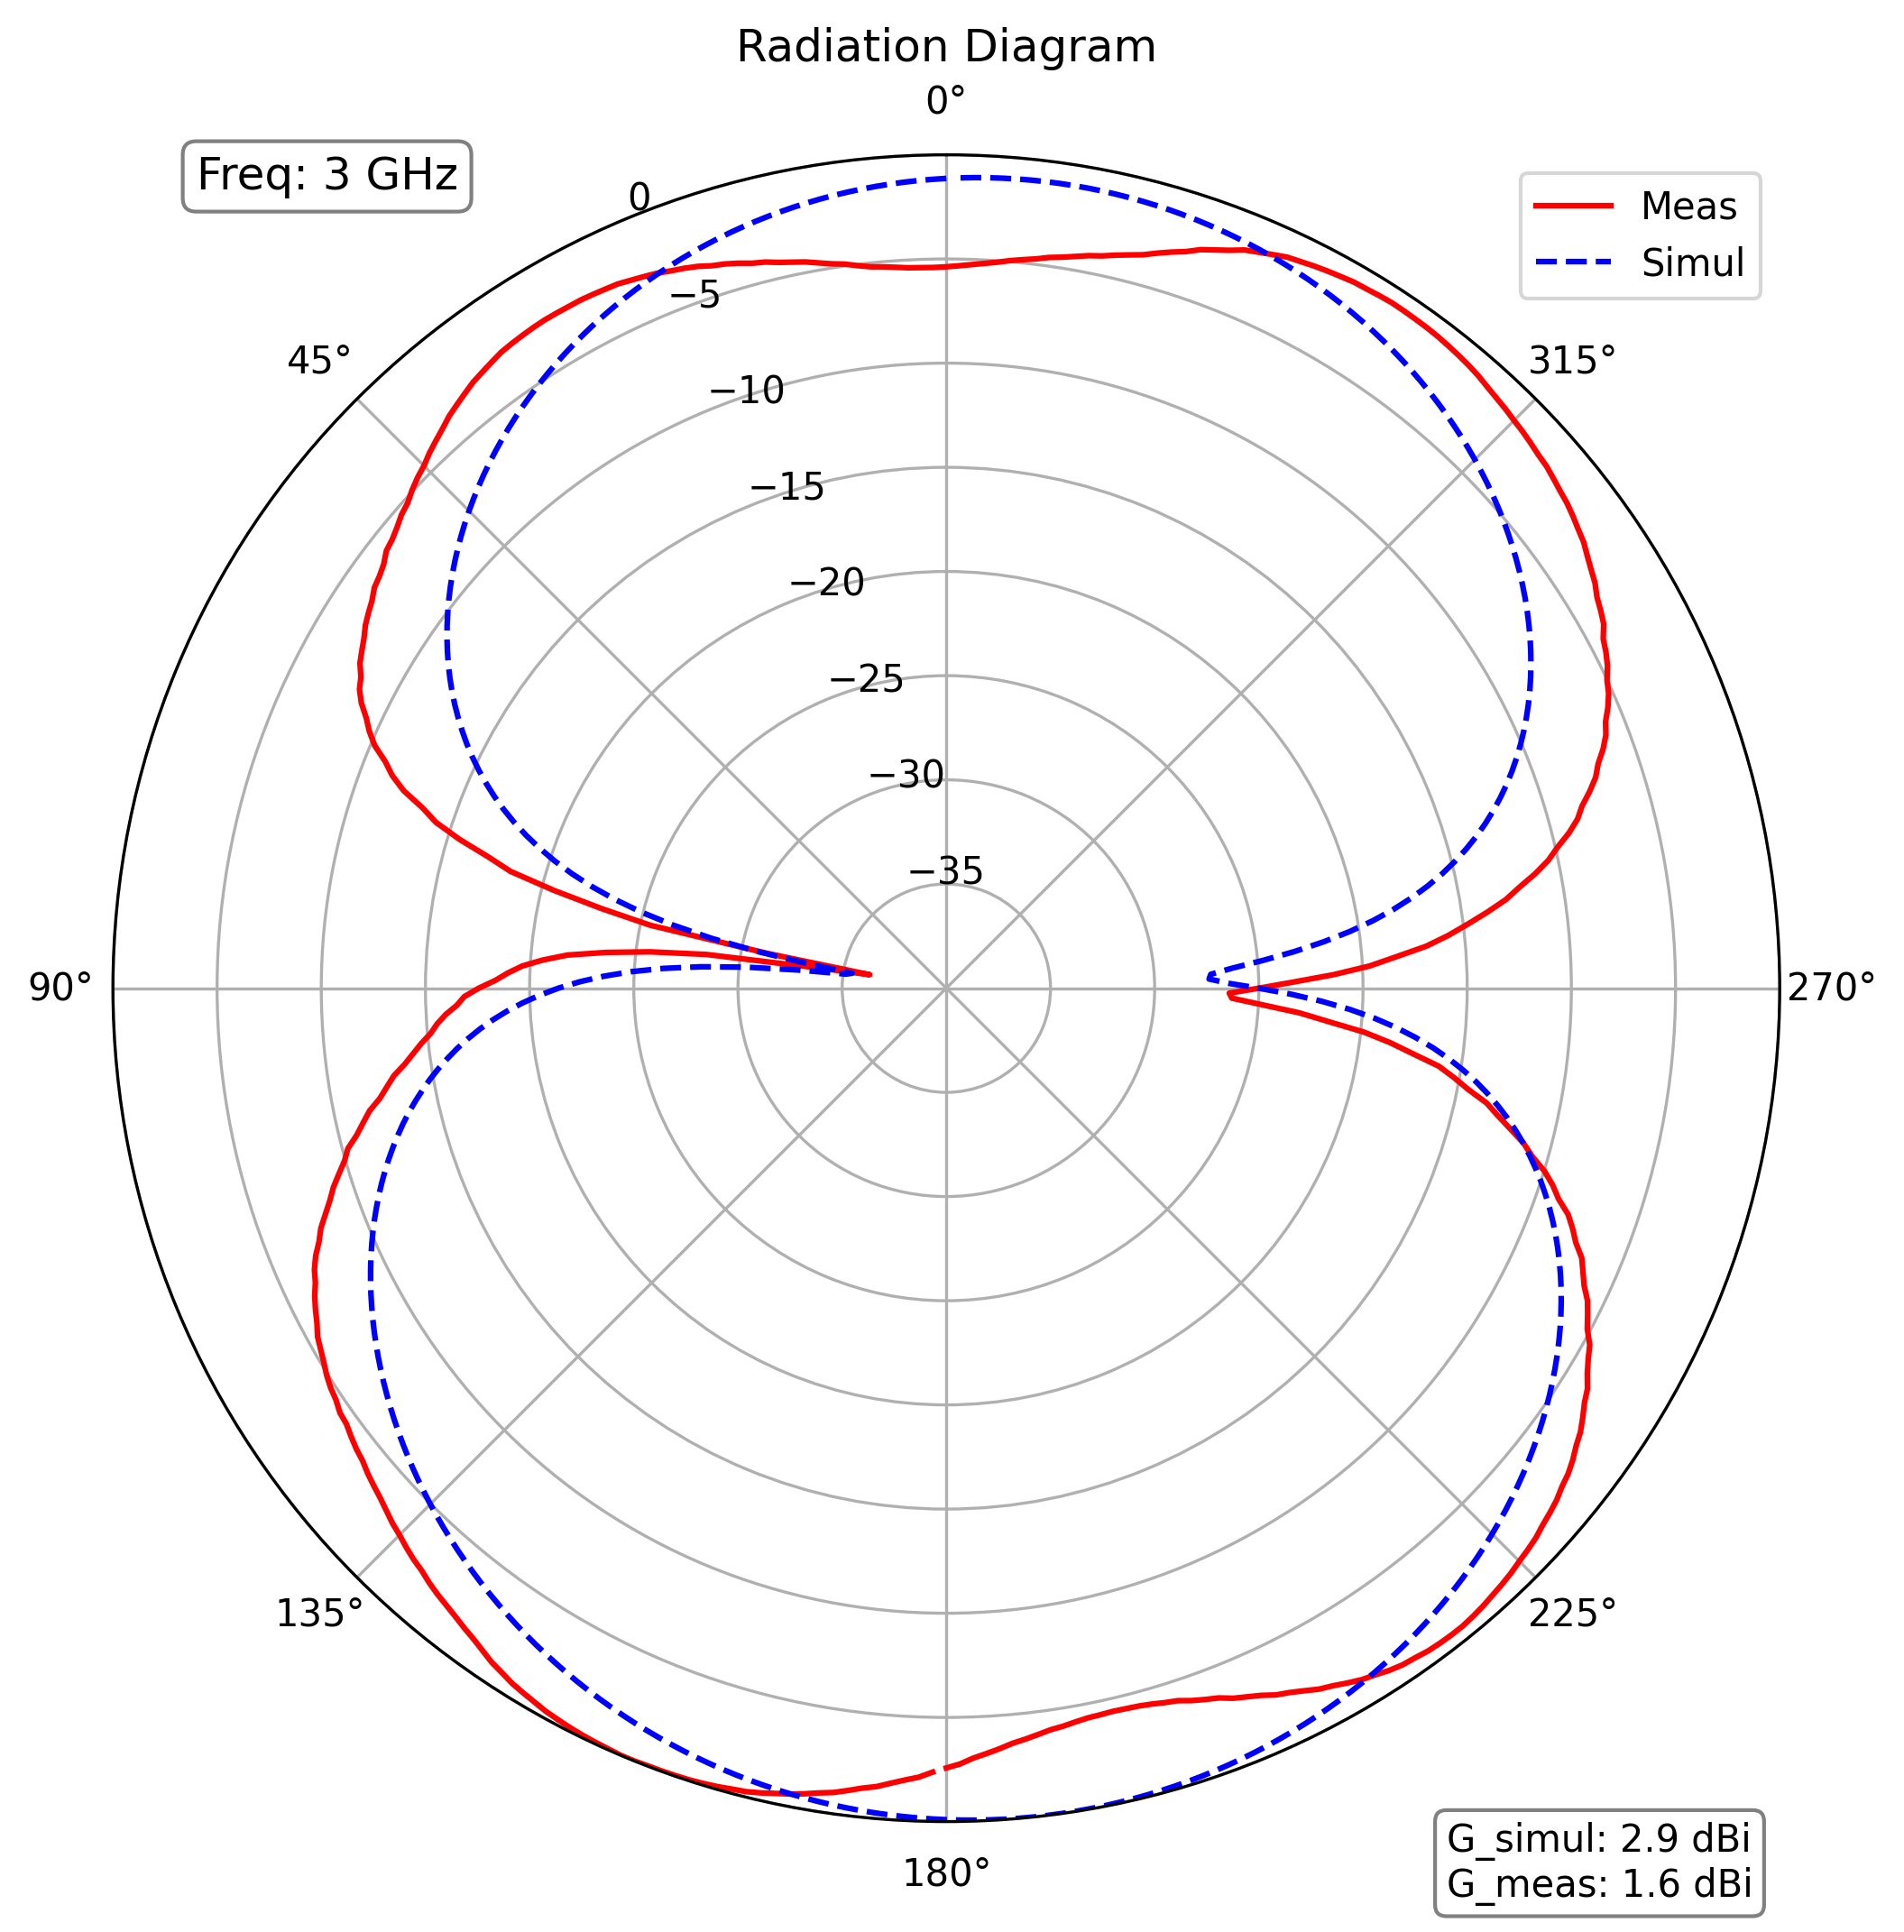 Radiation Diagram
0°
Freq: 3 GHz
0
Meas
Simul
−5
45°
315°
−10
−15
−20
−25
−30
−35
90°
270°
135°
225°
180°
G_simul: 2.9 dBi
G_meas: 1.6 dBi